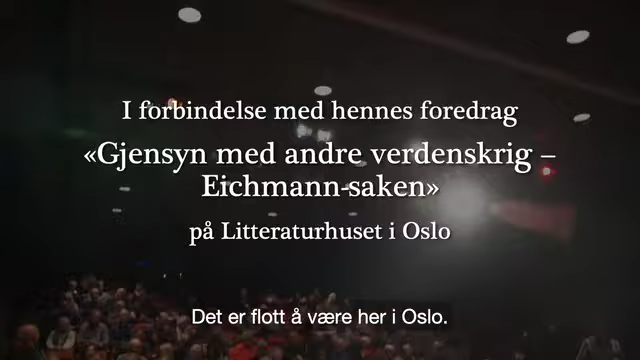 I forbindelse med hennes foredrag
«Gjensyn med andre verdenskrig –
Eichmann-saken»
på Litteraturhuset i Oslo
Det er flott å være her i Oslo.